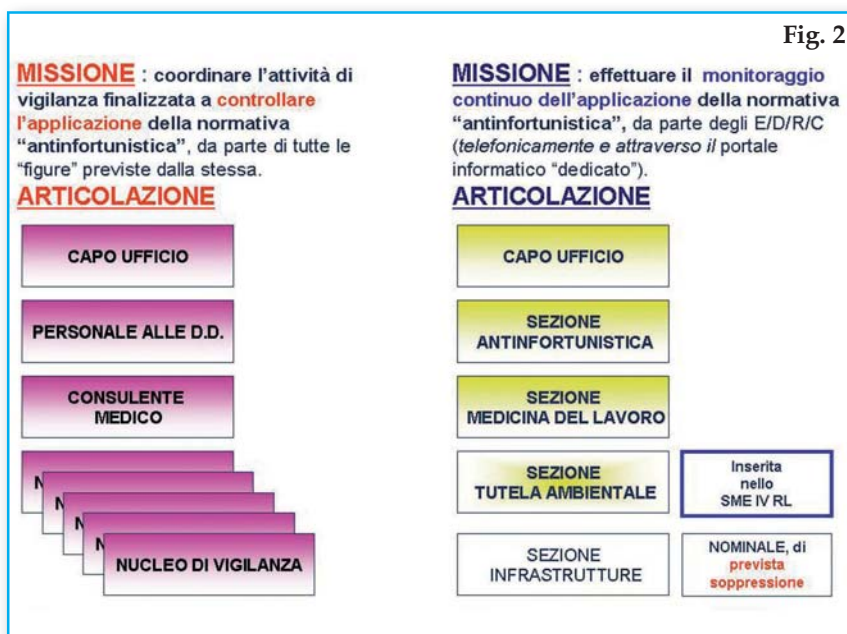 Fig. 2
MISSIONE : coordinare l'attività di
vigilanza finalizzata a controllare
l'applicazione della normativa
“antinfortunistica”, da parte di tutte le
“figure” previste dalla stessa.
ARTICOLAZIONE
CAPO UFFICIO
PERSONALE ALLE D.D.
CONSULENTE
MEDICO
N
N
N
N
NUCLEO DI VIGILANZA
MISSIONE : effettuare il monitoraggio
continuo dell'applicazione della normativa
“antinfortunistica”, da parte degli E/D/R/C
(telefonicamente e attraverso il portale
informatico “dedicato”).
ARTICOLAZIONE
CAPO UFFICIO
SEZIONE
ANTINFORTUNISTICA
SEZIONE
MEDICINA DEL LAVORO
SEZIONE
TUTELA AMBIENTALE
Inserita
nello
SME IV RL
SEZIONE
INFRASTRUTTURE
NOMINALE, di
prevista
soppressione